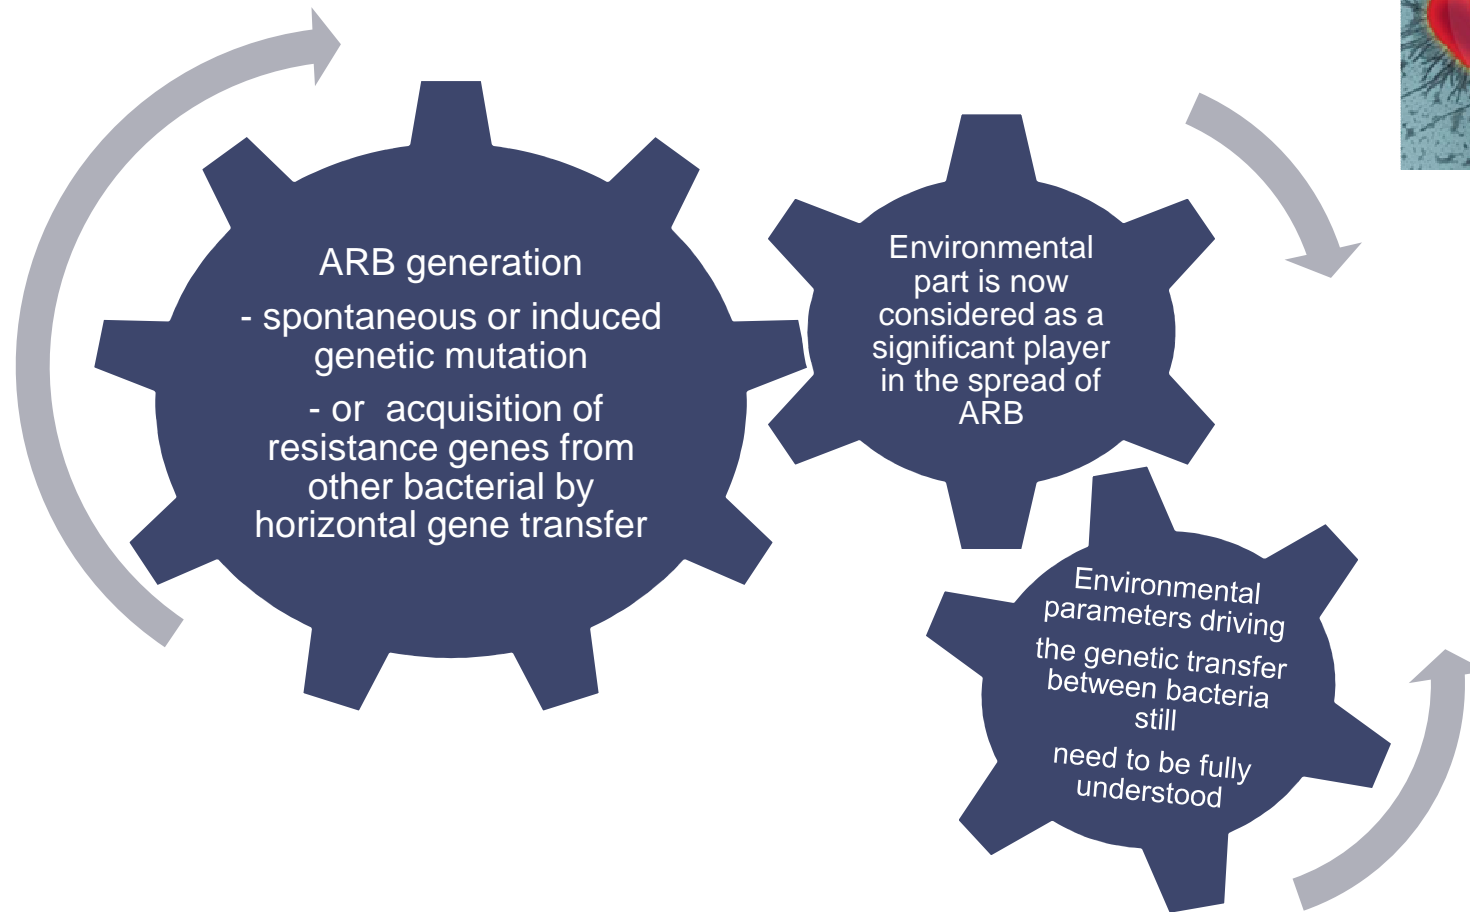 ARB generation
- spontaneous or induced
genetic mutation
- or  acquisition of
resistance genes from
other bacterial by
horizontal gene transfer
Environmental
part is now
considered as a
significant player
in the spread of
ARB
Environmental
parameters driving
the genetic transfer
between bacteria
still
need to be fully
understood